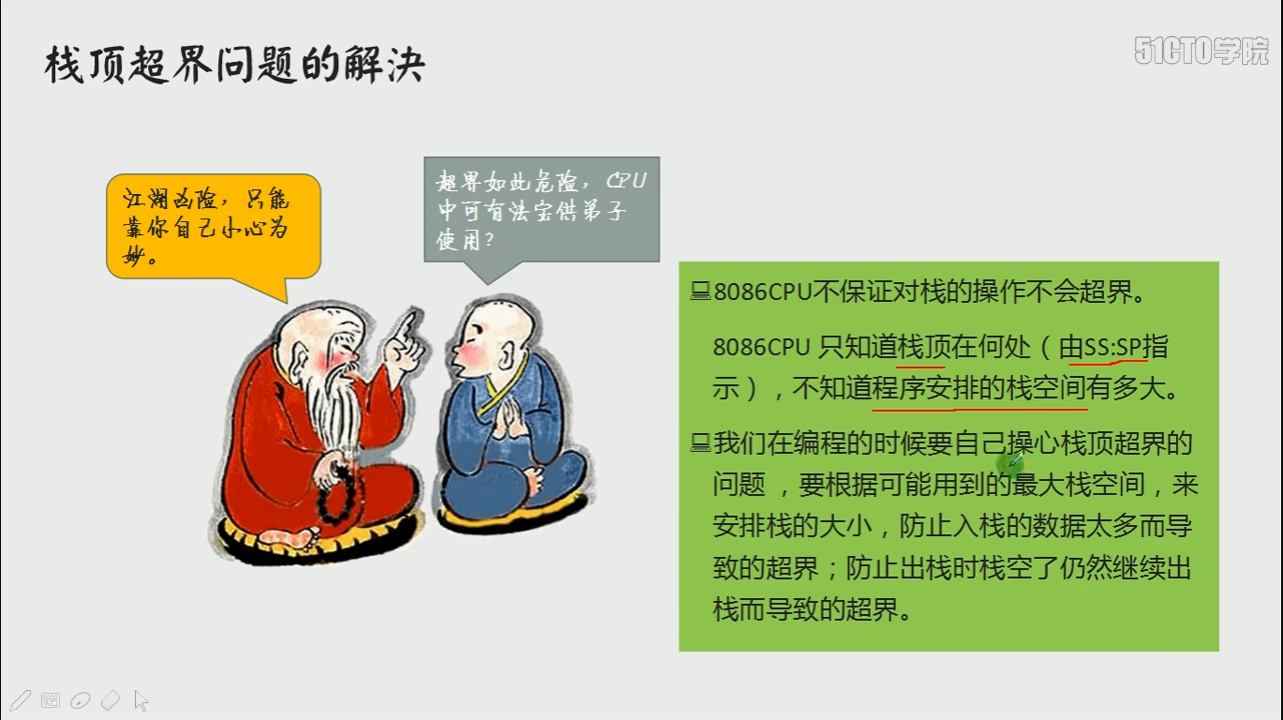 栈顶超界问题的解决
51CTO学院
江湖凶险，只能
靠你自己小心为
妙。
超界如此危险，CPU
中可有法宝供弟子
使用？
8086CPU不保证对栈的操作不会超界。
8086CPU 只知道栈顶在何处（由SS:SP指
示），不知道程序安排的栈空间有多大。
我们在编程的时候要自己操心栈顶超界的
问题 ，要根据可能用到的最大栈空间，来
安排栈的大小，防止入栈的数据太多而导
致的超界；防止出栈时栈空了仍然继续出
栈而导致的超界。